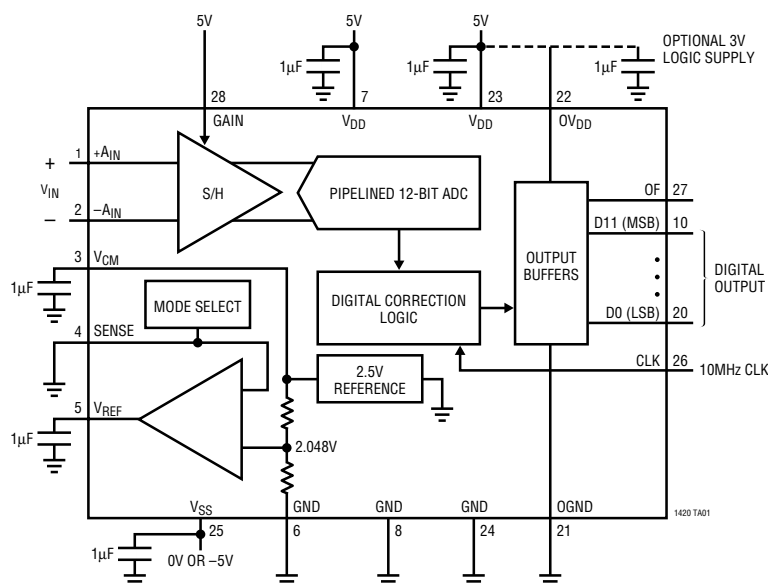 5V
5V
5V
OPTIONAL 3V
LOGIC SUPPLY
1µF
1µF
1µF
28
7
23
22
GAIN
VDD
VDD
OVDD
+
1
+AIN
VIN
–
2
–AIN
S/H
PIPELINED 12-BIT ADC
OF
27
D11 (MSB)
10
OUTPUT
BUFFERS
DIGITAL
OUTPUT
D0 (LSB)
20
3
VCM
1µF
MODE SELECT
DIGITAL CORRECTION
LOGIC
4
SENSE
CLK
26
10MHz CLK
2.5V
REFERENCE
5
VREF
1µF
2.048V
VSS
GND
GND
GND
OGND
1420 TA01
25
6
8
24
21
1µF
0V OR –5V